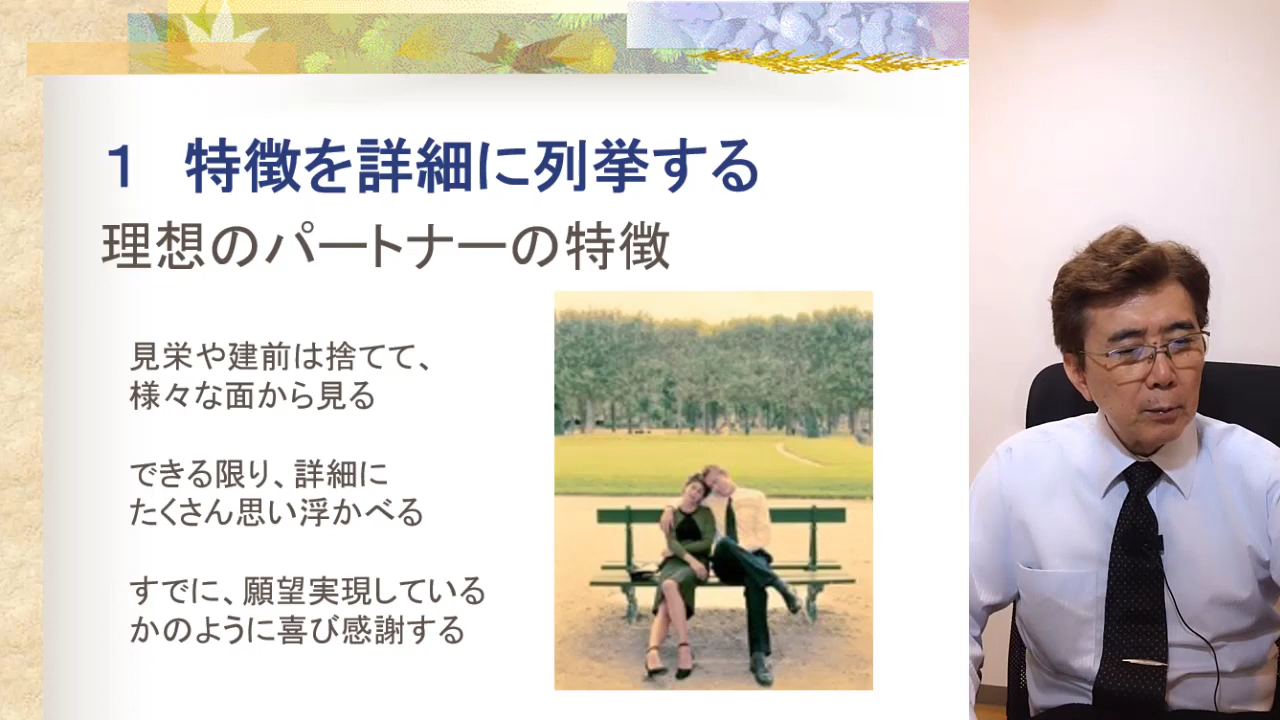 １　特徴を詳細に列挙する
理想のパートナーの特徴
見栄や建前は捨てて、
様々な面から見る
できる限り、詳細に
たくさん思い浮かべる
すでに、願望実現している
かのように喜び感謝する